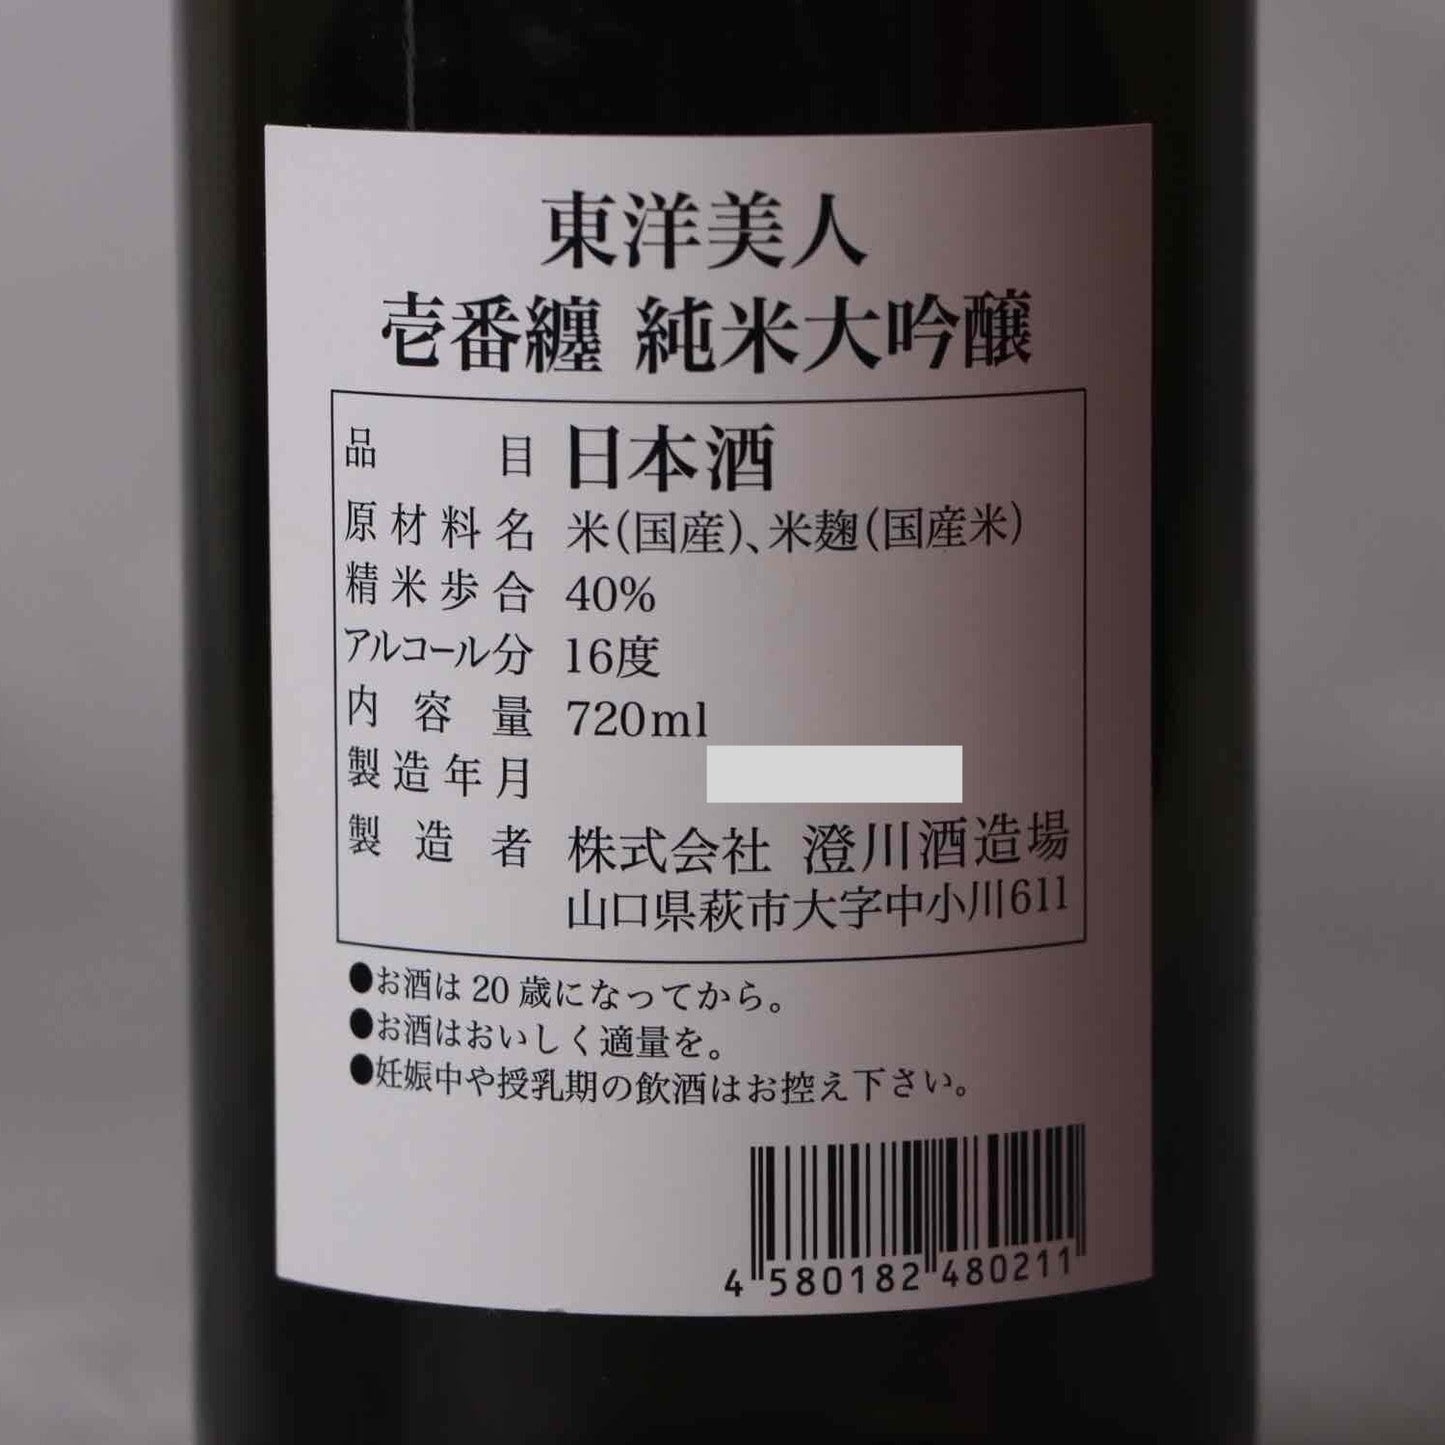 東洋美人
壱番纏 純米大吟醸
品目 日本酒
原材料名 米(国産)、米麹(国産米)
精米歩合 40%
アルコール分 16度
内容量 720ml
製造年月
製造者 株式会社 澄川酒造場
山口県萩市大字中小川611
●お酒は20歳になってから。
●お酒はおいしく適量を。
●妊娠中や授乳期の飲酒はお控え下さい。
4 580182 480211